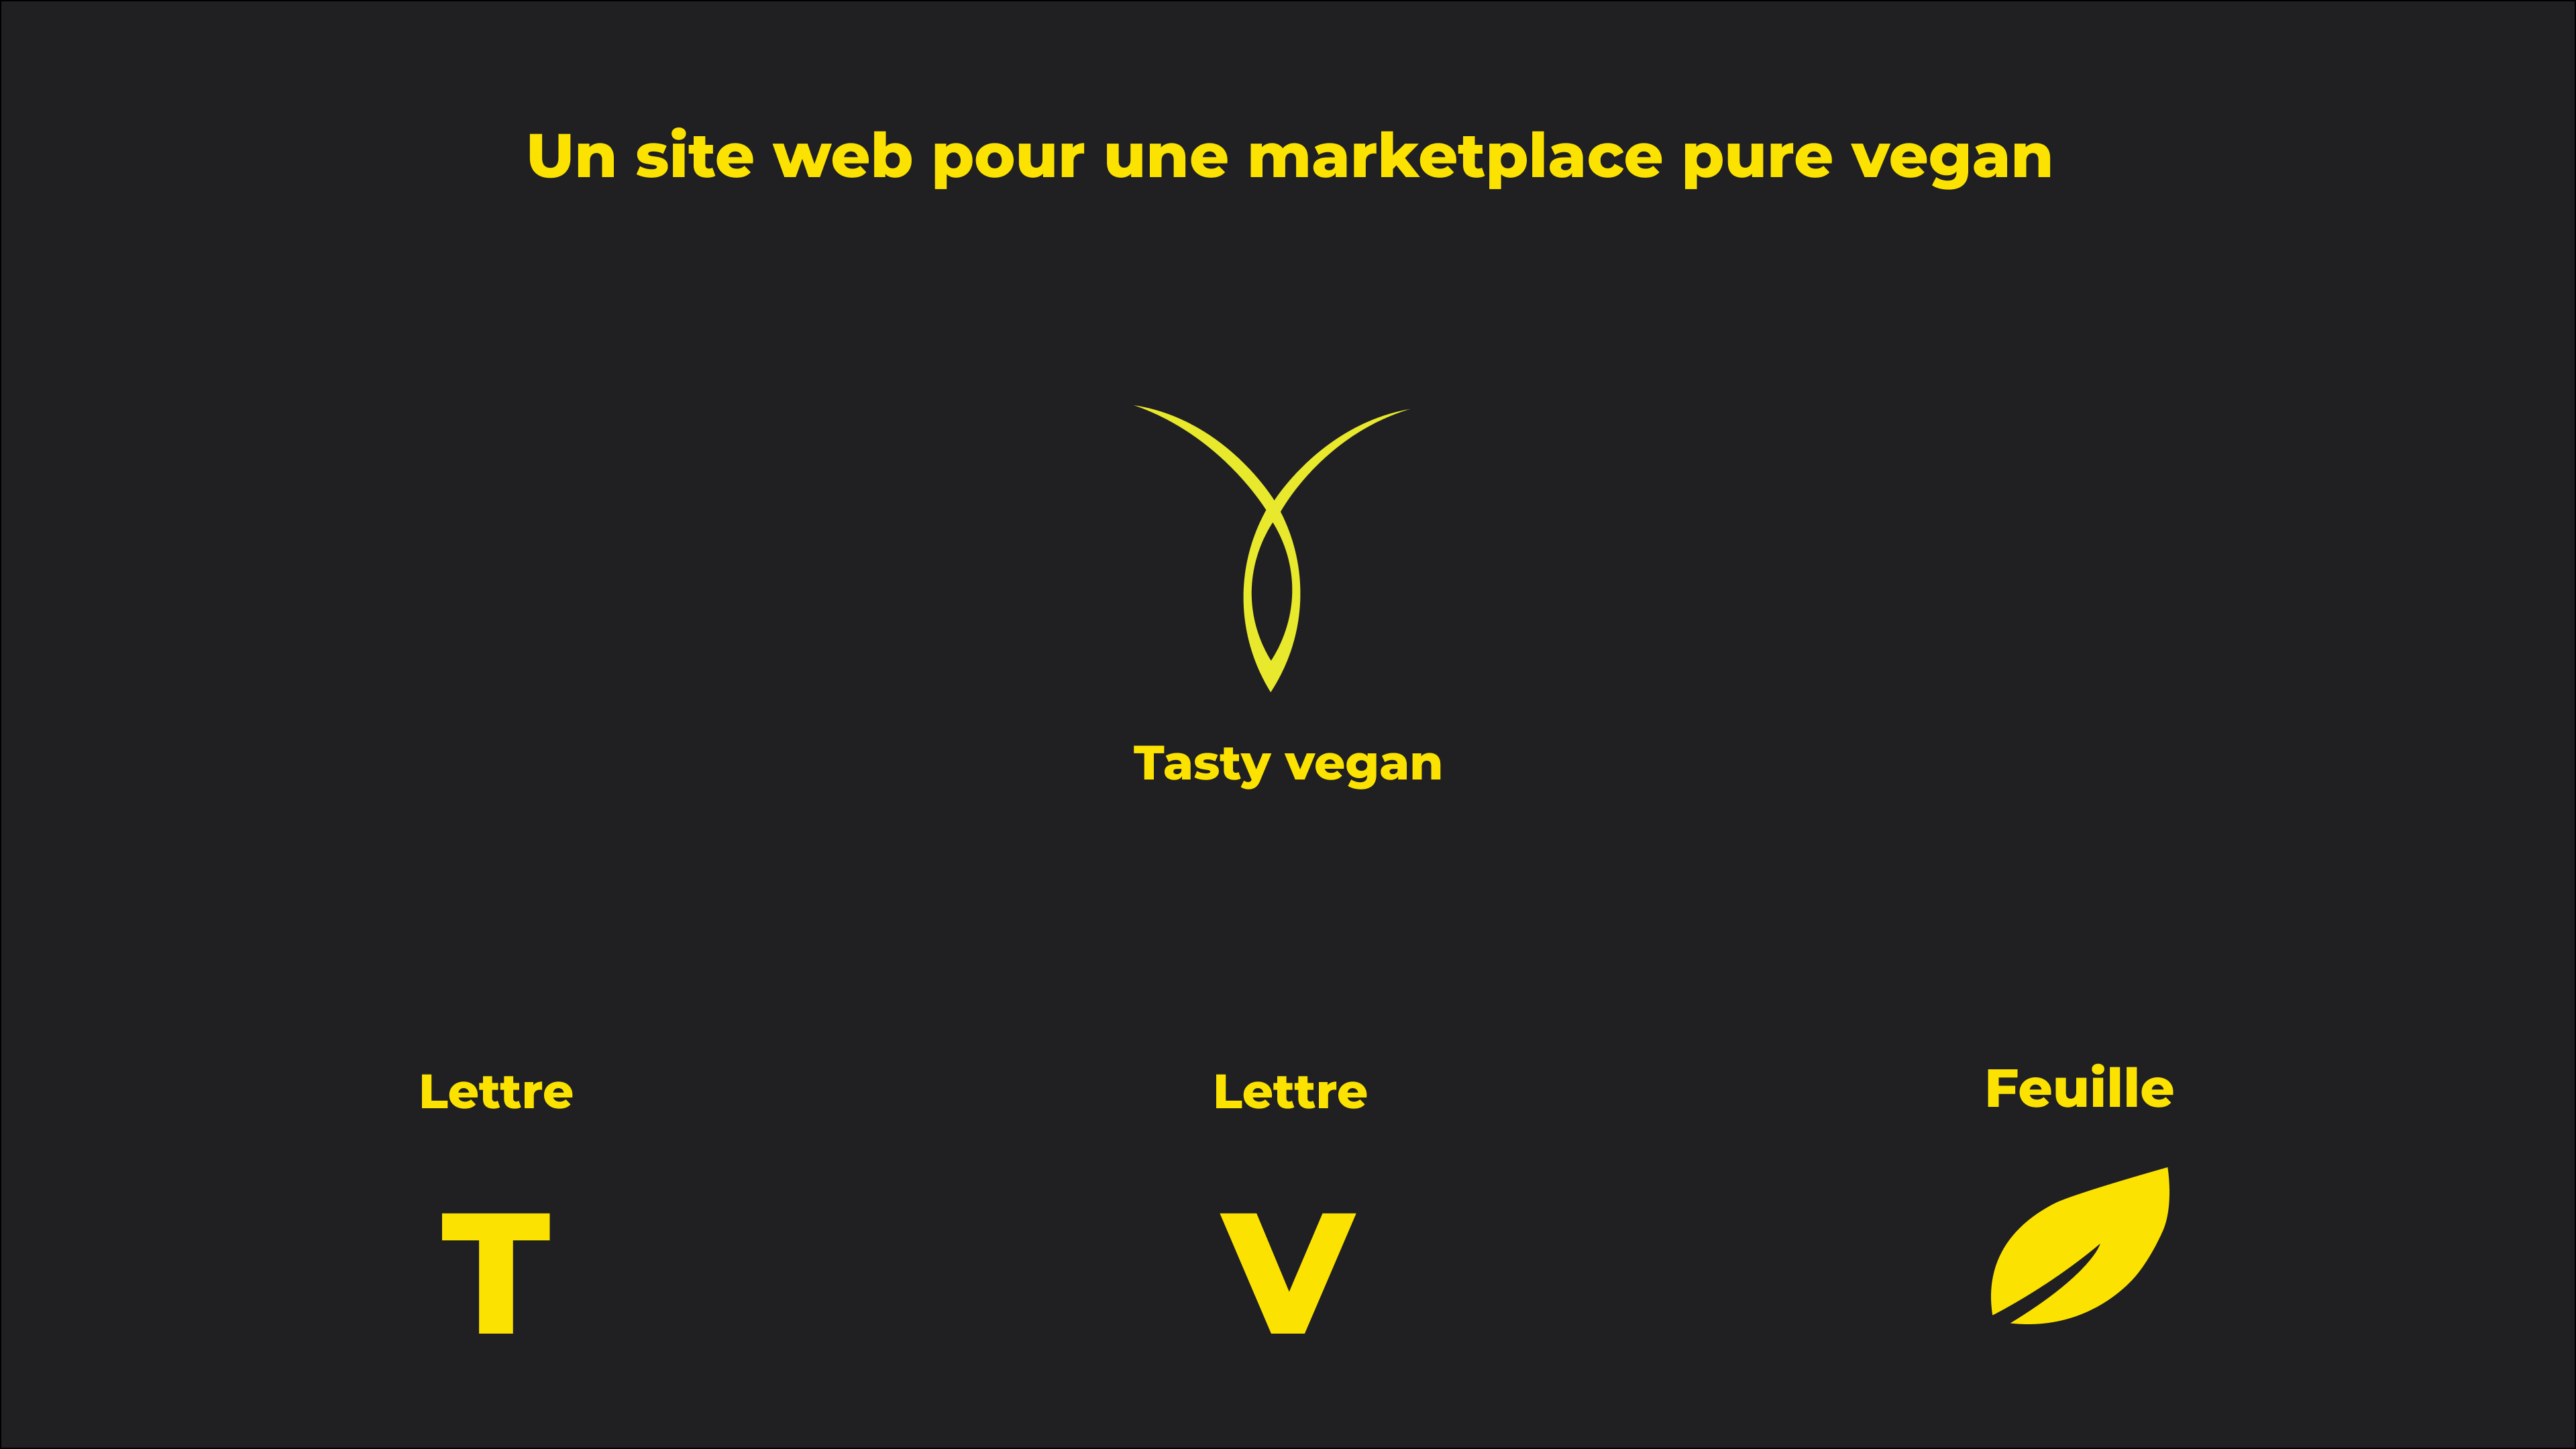 Un site web pour une marketplace pure vegan
Tasty vegan
Lettre
Lettre
Feuille
T
V